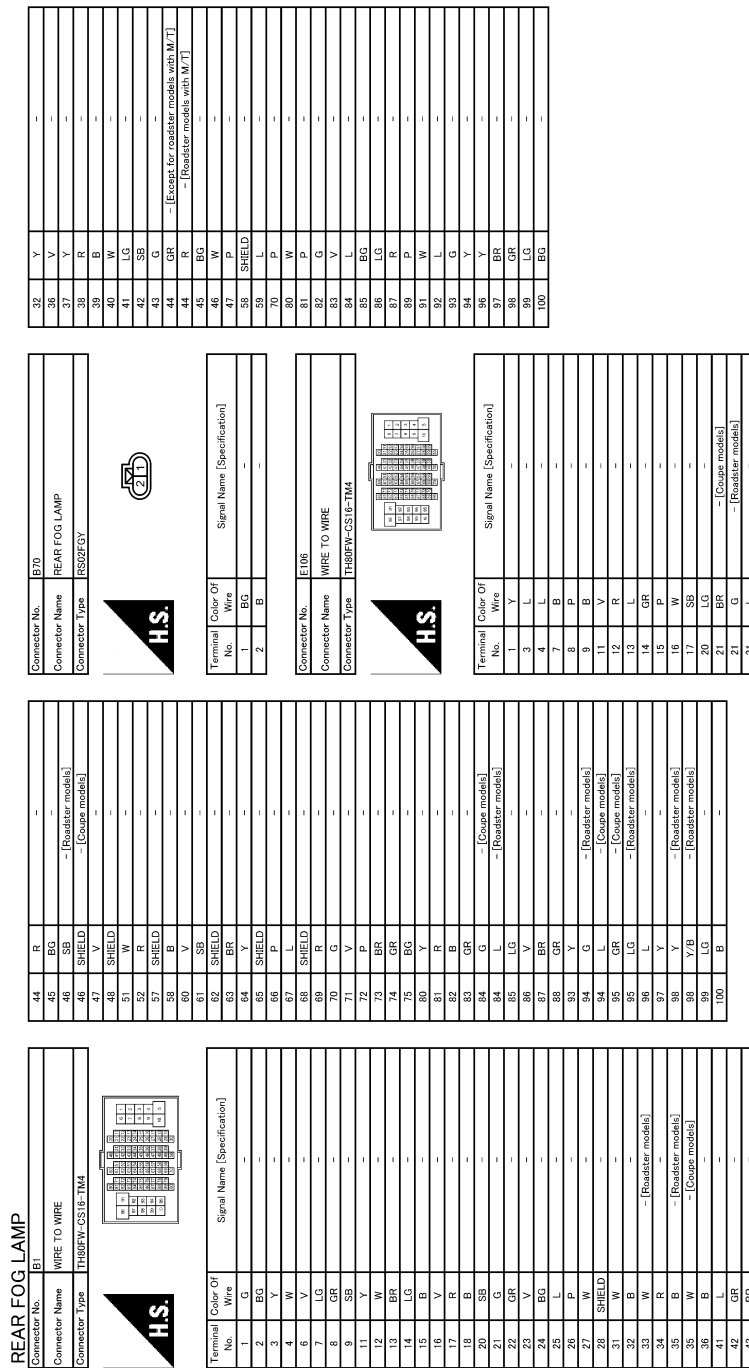 REAR FOG LAMP
Connector No. B1
Connector Name WIRE TO WIRE
Connector Type TH80FW-CS16-TM4
H.S.
Terminal No. Color Of Wire Signal Name [Specification]
1 G –
2 BG –
3 Y –
4 W –
6 V –
7 LG –
8 GR –
9 SB –
11 Y –
12 W –
13 BR –
14 LG –
15 B –
16 V –
17 R –
18 B –
20 SB –
21 G –
22 GR –
23 V –
24 BG –
25 L –
26 P –
27 W –
28 SHIELD –
31 W –
32 B –
33 W – [Roadster models]
34 R –
35 B – [Roadster models]
35 W – [Coupe models]
36 B –
41 L –
42 GR –
44 R –
45 BG –
46 SB – [Roadster models]
46 SHIELD – [Coupe models]
47 V –
48 SHIELD –
51 W –
52 R –
57 SHIELD –
58 B –
60 V –
61 SB –
62 SHIELD –
63 BR –
64 Y –
65 SHIELD –
66 P –
67 L –
68 SHIELD –
69 R –
70 G –
71 V –
72 P –
73 BR –
74 GR –
75 BG –
80 Y –
81 R –
82 B –
83 GR –
84 G – [Coupe models]
84 L – [Roadster models]
85 LG –
86 V –
87 BR –
88 GR –
93 Y –
94 G – [Roadster models]
94 L – [Coupe models]
95 GR – [Coupe models]
95 LG – [Roadster models]
96 L –
97 Y –
98 Y – [Roadster models]
98 Y/B – [Roadster models]
99 LG –
100 B –
Connector No. B70
Connector Name REAR FOG LAMP
Connector Type RS02FGY
H.S.
2 1
Terminal No. Color Of Wire Signal Name [Specification]
1 BG –
2 B –
Connector No. E106
Connector Name WIRE TO WIRE
Connector Type TH80FW-CS16-TM4
H.S.
Terminal No. Color Of Wire Signal Name [Specification]
1 Y –
3 L –
4 L –
7 B –
8 P –
9 B –
11 V –
12 R –
13 L –
14 GR –
15 P –
16 W –
17 SB –
20 LG –
21 BR – [Coupe models]
21 G – [Roadster models]
32 Y –
36 V –
37 Y –
38 R –
39 B –
40 W –
41 LG –
42 SB –
43 G –
44 GR – [Except for roadster models with M/T]
44 R – [Roadster models with M/T]
45 BG –
46 W –
47 P –
58 SHIELD –
59 L –
70 P –
80 W –
81 P –
82 G –
83 V –
84 L –
85 BG –
86 LG –
87 R –
89 P –
91 W –
92 L –
93 G –
94 Y –
96 Y –
97 BR –
98 GR –
99 LG –
100 BG –